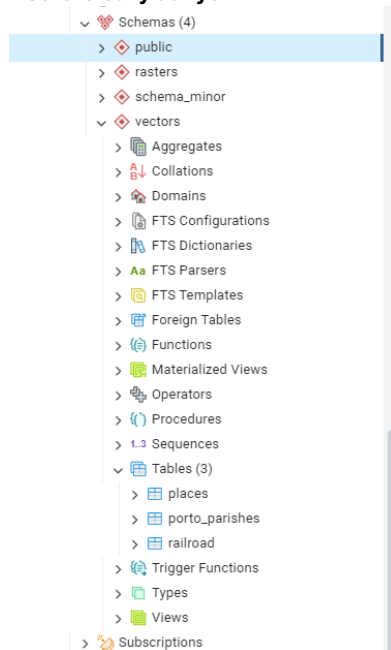 Schemas (4)
public
rasters
schema_minor
vectors
Aggregates
Collations
Domains
FTS Configurations
FTS Dictionaries
Aa FTS Parsers
FTS Templates
Foreign Tables
Functions
Materialized Views
Operators
Procedures
1..3 Sequences
Tables (3)
places
porto_parishes
railroad
Trigger Functions
Types
Views
Subscriptions